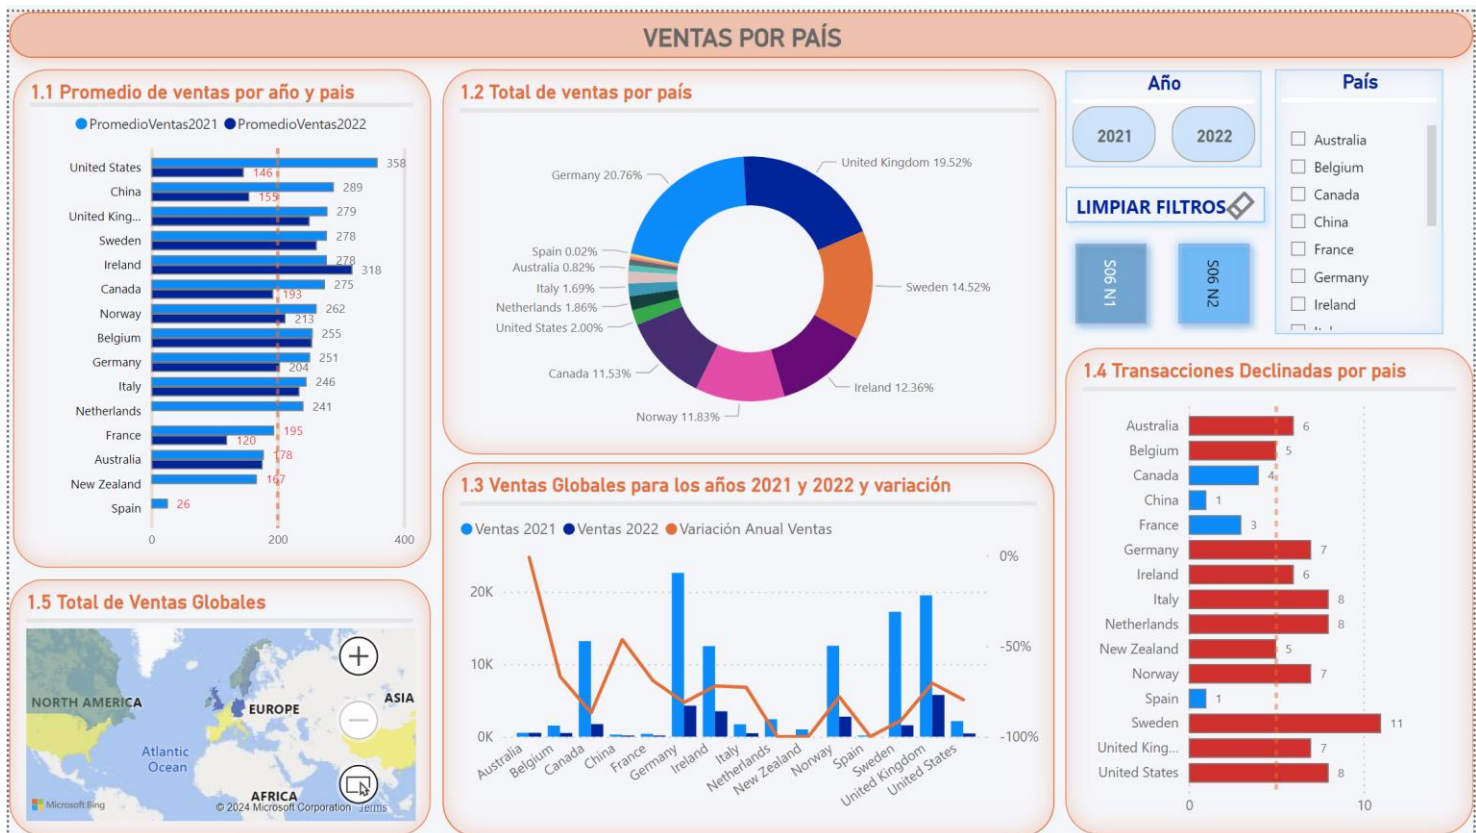 VENTAS POR PAÍS
1.1 Promedio de ventas por año y pais
PromedioVentas2021 PromedioVentas2022
United States 358
146
China 289
155
United King... 279
Sweden 278
Ireland 278
318
Canada 275
193
Norway 262
213
Belgium 255
Germany 251
204
Italy 246
Netherlands 241
France 195
120
Australia 178
New Zealand 167
Spain 26
0 200 400
1.5 Total de Ventas Globales
NORTH AMERICA
EUROPE
ASIA
Atlantic
Ocean
AFRICA
Microsoft Bing
© 2024 Microsoft Corporation Terms
1.2 Total de ventas por país
United Kingdom 19.52%
Germany 20.76%
Spain 0.02%
Australia 0.82%
Italy 1.69%
Netherlands 1.86%
United States 2.00%
Canada 11.53%
Norway 11.83%
Ireland 12.36%
Sweden 14.52%
1.3 Ventas Globales para los años 2021 y 2022 y variación
Ventas 2021 Ventas 2022 Variación Anual Ventas
20K
10K
0K
0%
-50%
-100%
Australia
Belgium
Canada
China
France
Germany
Ireland
Italy
Netherlands
New Zealand
Norway
Spain
Sweden
United Kingdom
United States
Año
2021 2022
LIMPIAR FILTROS
S06 N1
S06 N2
País
Australia
Belgium
Canada
China
France
Germany
Ireland
1.4 Transacciones Declinadas por pais
Australia 6
Belgium 5
Canada 4
China 1
France 3
Germany 7
Ireland 6
Italy 8
Netherlands 8
New Zealand 5
Norway 7
Spain 1
Sweden 11
United King... 7
United States 8
0 10